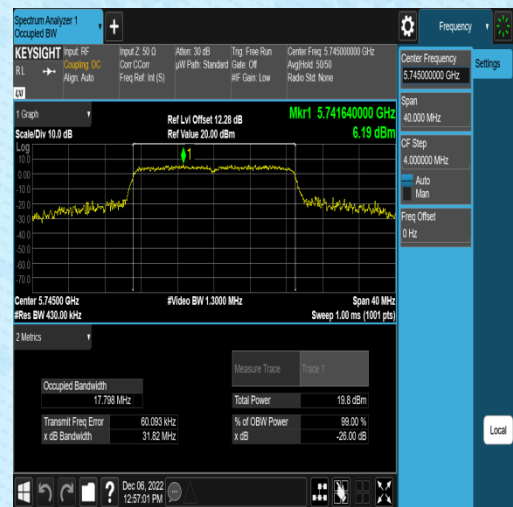 Spectrum Analyzer 1
Occupied BW
Frequency
KEYSIGHT
RL
Input: RF
Coupling: DC
Align: Auto
Input Z: 50 Ω
Corr CCorr
Freq Ref: Int (S)
Atten: 30 dB
µW Path: Standard
Trig: Free Run
Gate: Off
#IF Gain: Low
Center Freq: 5.745000000 GHz
Avg|Hold: 50/50
Radio Std: None
Center Frequency
5.745000000 GHz
Settings
Span
40.000 MHz
CF Step
4.000000 MHz
Auto
Man
Freq Offset
0 Hz
1 Graph
Scale/Div 10.0 dB
Ref Lvl Offset 12.28 dB
Ref Value 20.00 dBm
Mkr1 5.741640000 GHz
6.19 dBm
Log
10.0
0.00
-10.0
-20.0
-30.0
-40.0
-50.0
-60.0
-70.0
1
Center 5.74500 GHz
#Res BW 430.00 kHz
#Video BW 1.3000 MHz
Span 40 MHz
Sweep 1.00 ms (1001 pts)
2 Metrics
Measure Trace
Trace 1
Occupied Bandwidth
17.798 MHz
Total Power
19.8 dBm
Transmit Freq Error
60.093 kHz
% of OBW Power
99.00 %
x dB Bandwidth
31.82 MHz
x dB
-26.00 dB
Local
Dec 06, 2022
12:57:01 PM